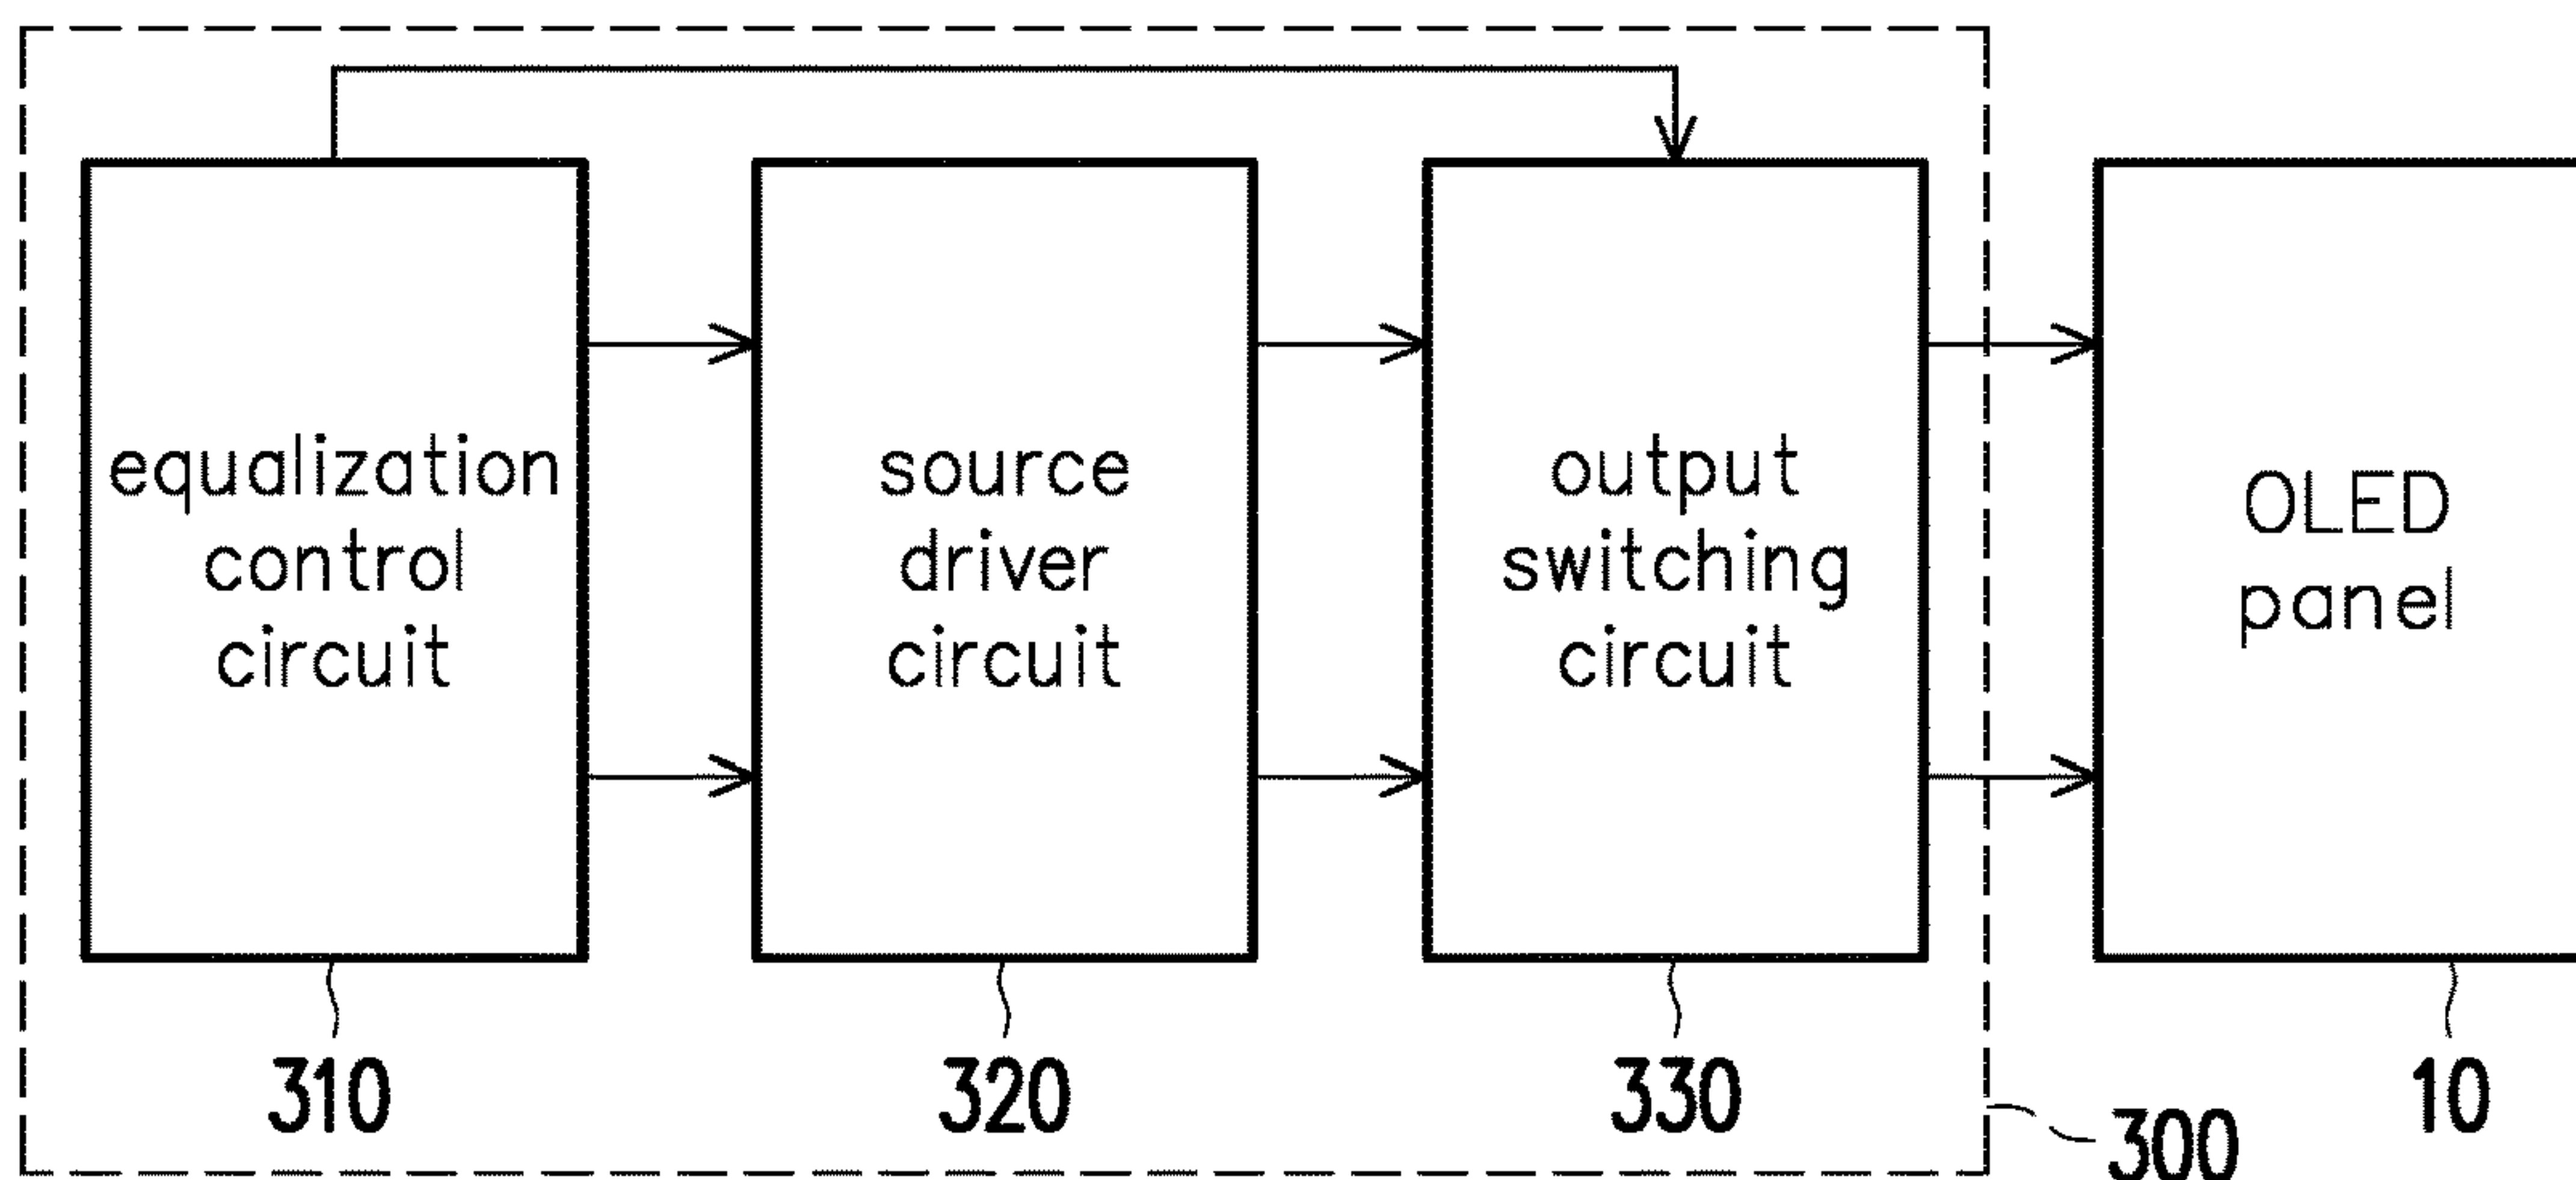 equalization
control
circuit
source
driver
circuit
output
switching
circuit
OLED
panel
310
320
330
10
300